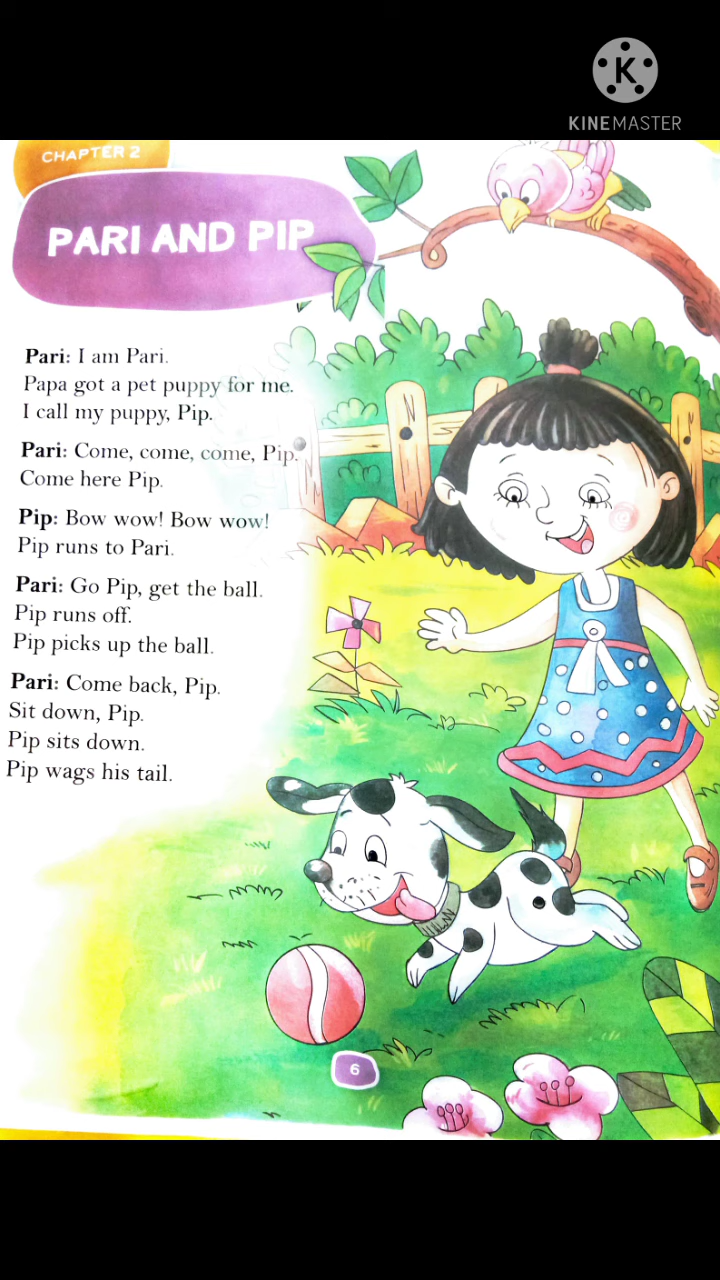 KINEMASTER
CHAPTER 2
PARI AND PIP
Pari: I am Pari.
Papa got a pet puppy for me.
I call my puppy, Pip.
Pari: Come, come, come, Pip.
Come here Pip.
Pip: Bow wow! Bow wow!
Pip runs to Pari.
Pari: Go Pip, get the ball.
Pip runs off.
Pip picks up the ball.
Pari: Come back, Pip.
Sit down, Pip.
Pip sits down.
Pip wags his tail.
6